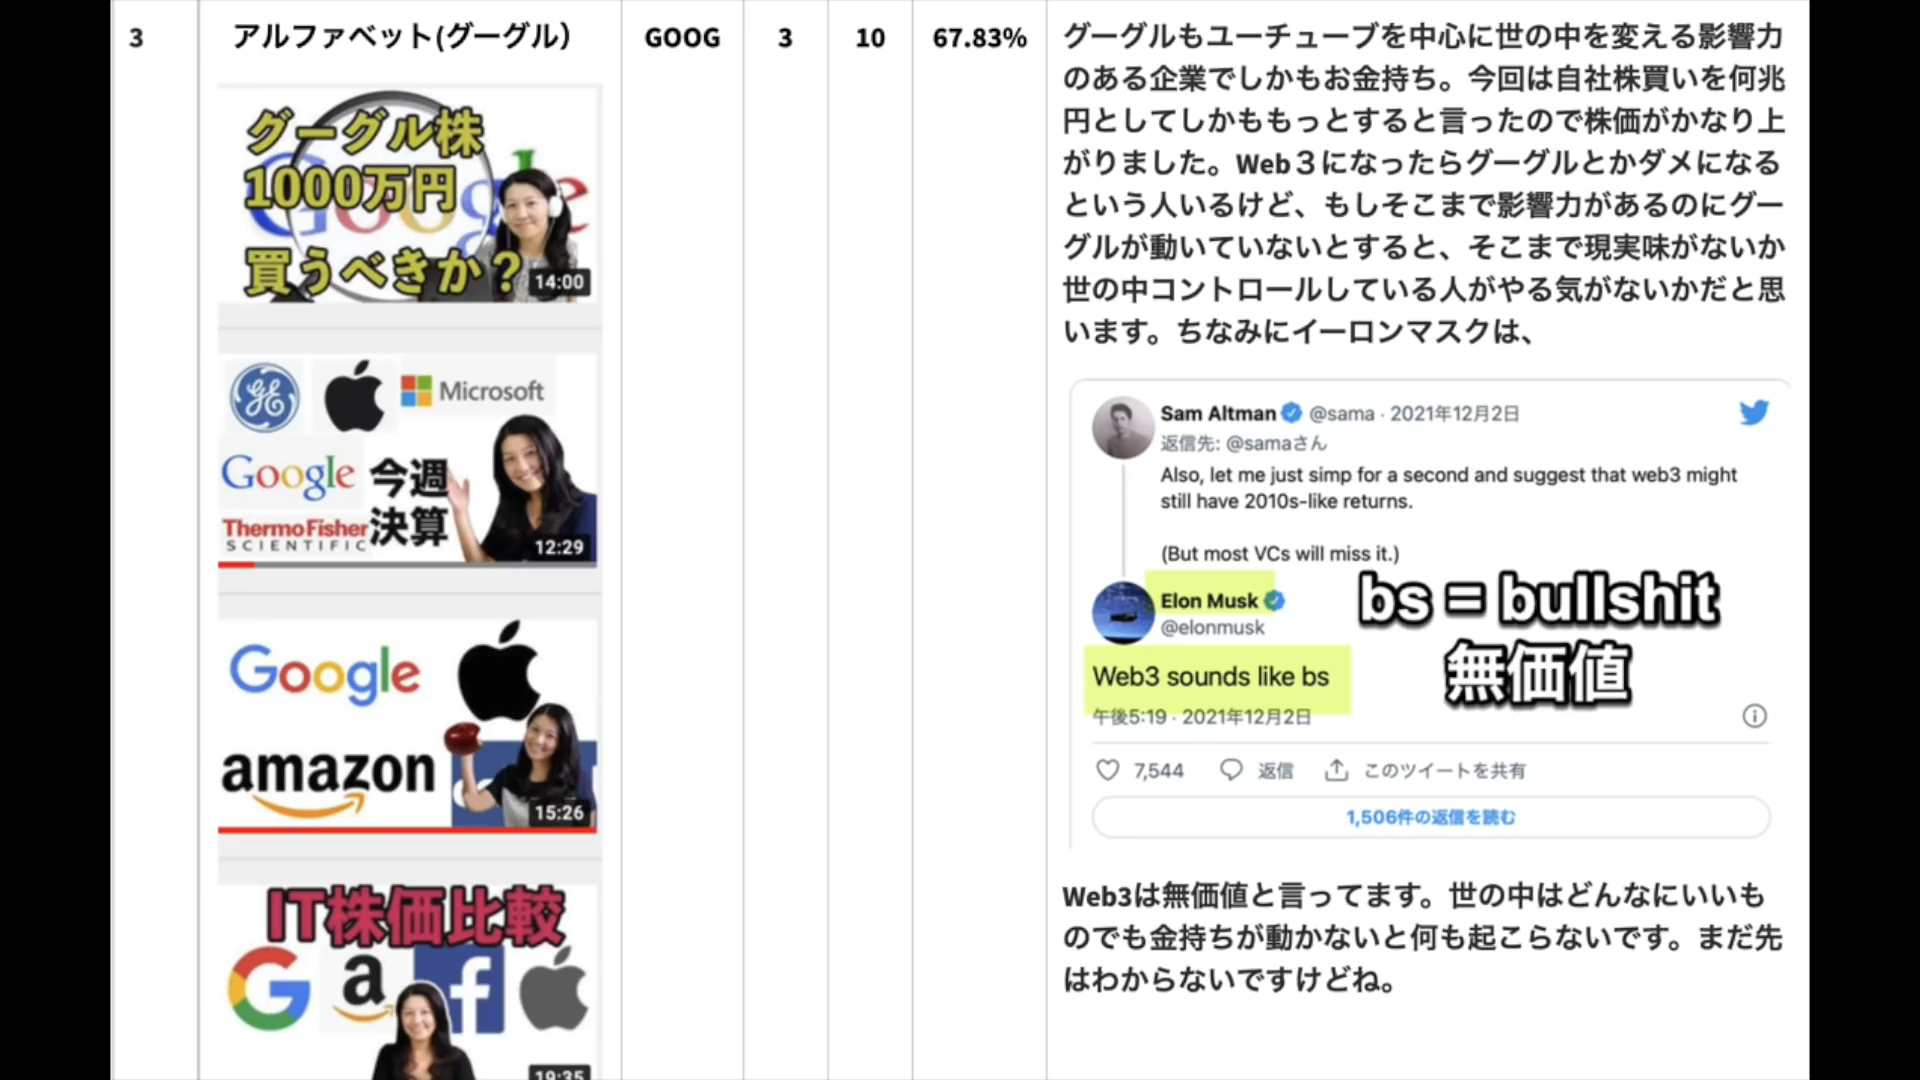 3
アルファベット(グーグル)
GOOG
3
10
67.83%
グーグル株
1000万円
Google
買うべきか？
14:00
GE
Microsoft
Google
今週
ThermoFisher
SCIENTIFIC
決算
12:29
Google
amazon
15:26
IT株価比較
G
a
f
19:35
グーグルもユーチューブを中心に世の中を変える影響力
のある企業でしかもお金持ち。今回は自社株買いを何兆
円としてしかももっとすると言ったので株価がかなり上
がりました。Web３になったらグーグルとかダメになる
という人いるけど、もしそこまで影響力があるのにグー
グルが動いていないとすると、そこまで現実味がないか
世の中コントロールしている人がやる気がないかだと思
います。ちなみにイーロンマスクは、
Sam Altman @sama · 2021年12月2日
返信先: @samaさん
Also, let me just simp for a second and suggest that web3 might
still have 2010s-like returns.
(But most VCs will miss it.)
Elon Musk
@elonmusk
bs = bullshit
無価値
Web3 sounds like bs
午後5:19 · 2021年12月2日
7,544 返信 このツイートを共有
1,506件の返信を読む
Web3は無価値と言ってます。世の中はどんなにいいも
のでも金持ちが動かないと何も起こらないです。まだ先
はわからないですけどね。